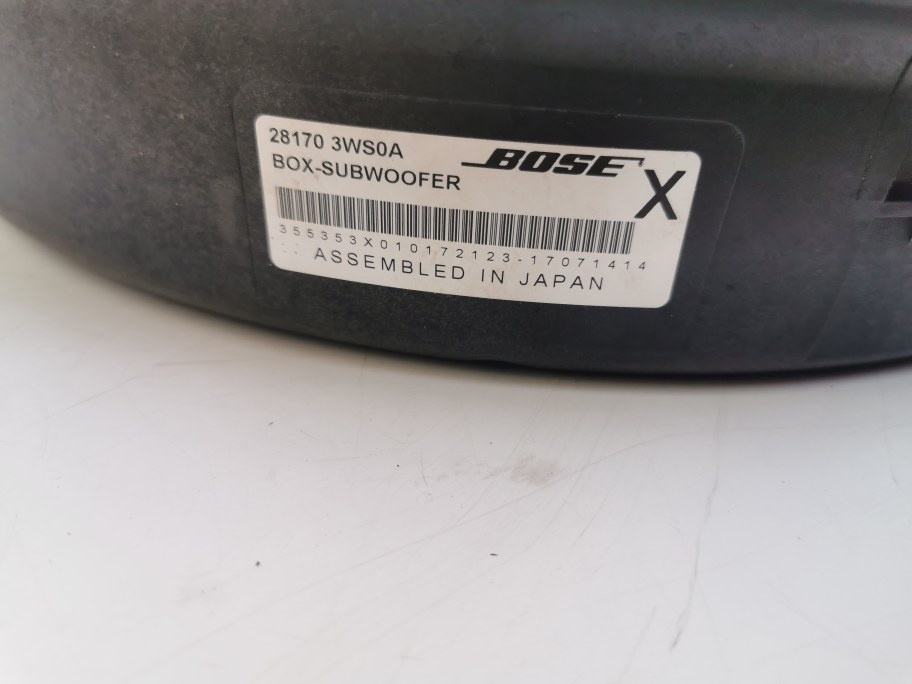 28170 3WS0A
BOSE
BOX-SUBWOOFER
X
355353X010172123-17071414
ASSEMBLED IN JAPAN